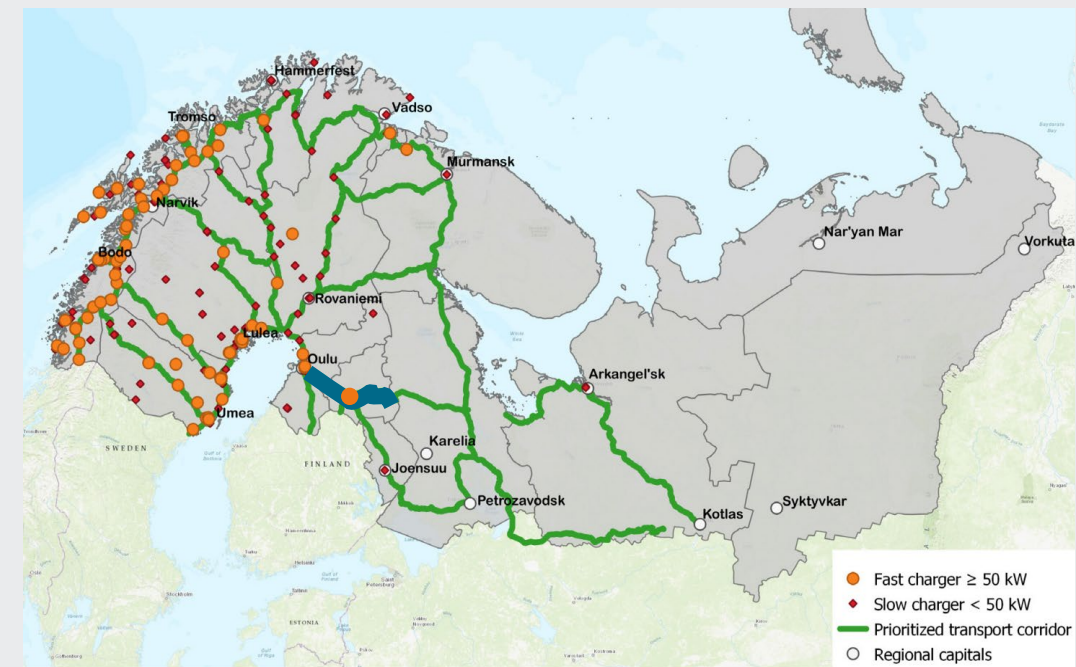 Hammerfest
Vadso
Tromso
Murmansk
Narvik
Nar'yan Mar
Vorkuta
Bodo
Rovaniemi
Lulea
Oulu
Arkangel'sk
Umea
Karelia
SWEDEN
FINLAND
Joensuu
Petrozavodsk
Syktyvkar
Kotlas
Fast charger ≥ 50 kW
Slow charger < 50 kW
Prioritized transport corridor
Regional capitals
Stockholm
ESTONIA